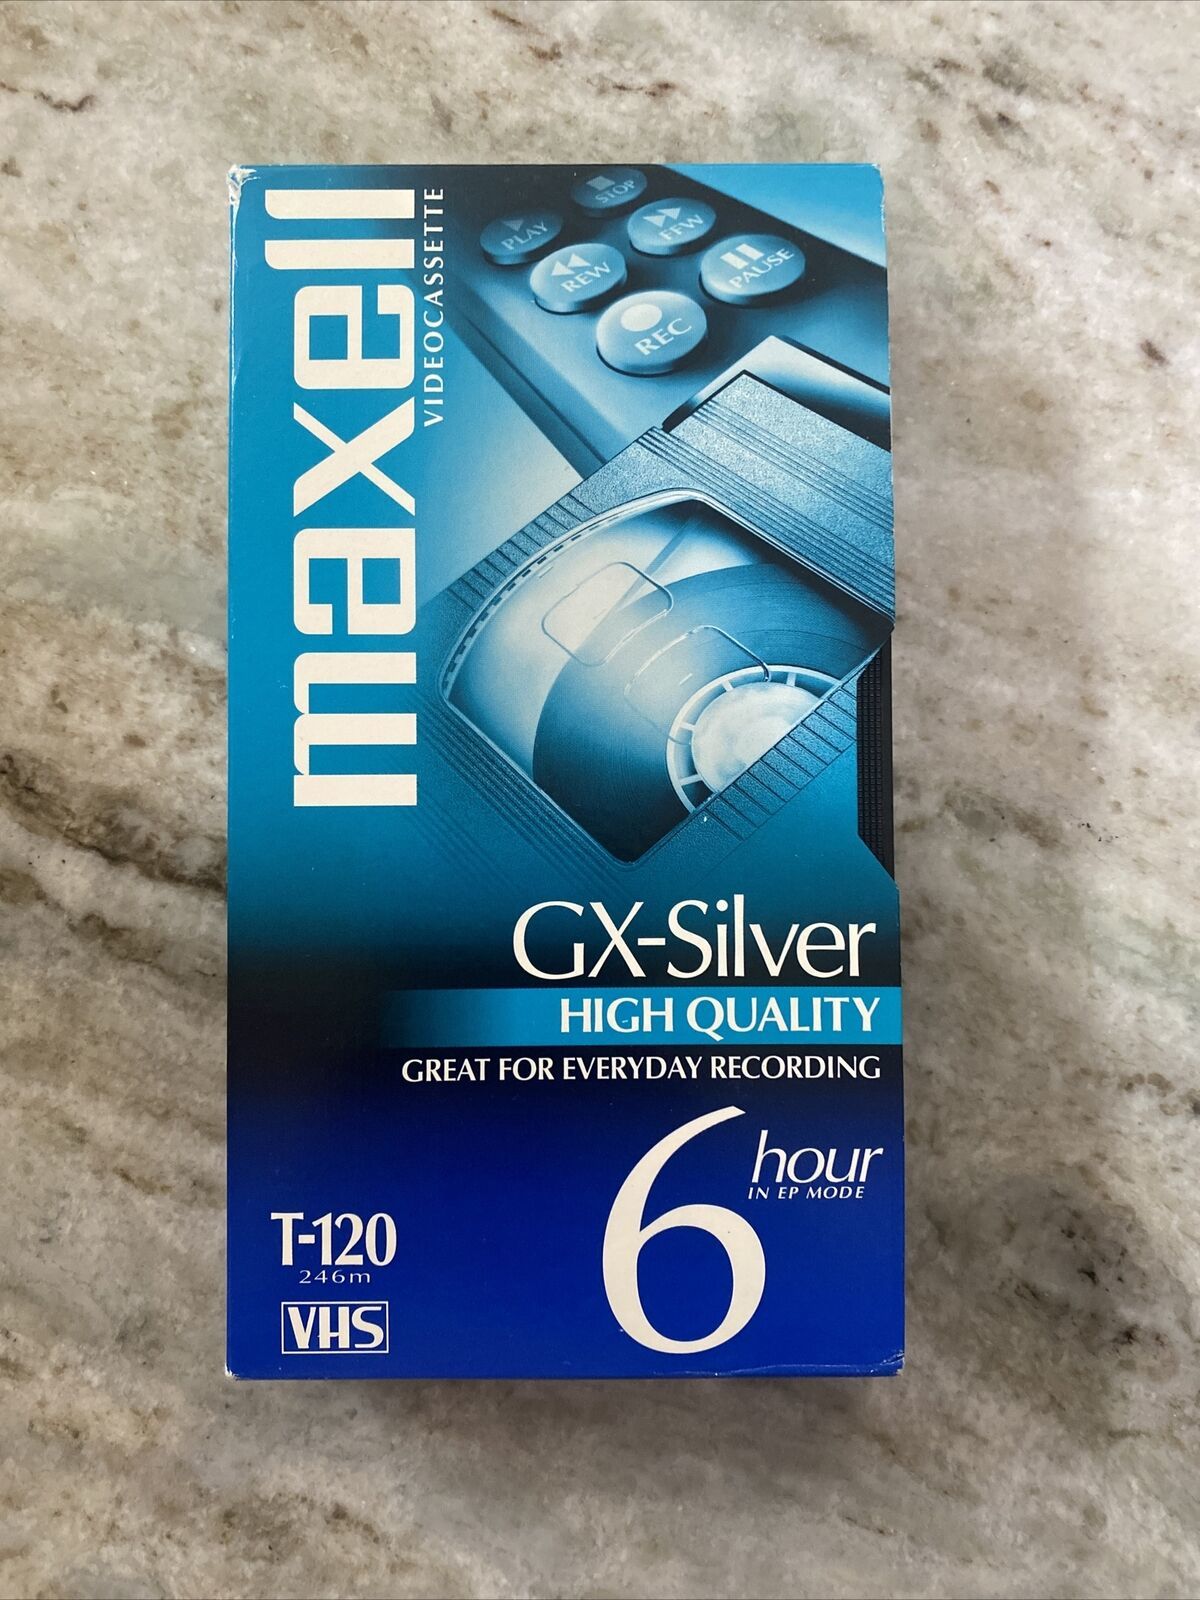 maxell
VIDEOCASSETTE
STOP
PLAY
FFW
REW
PAUSE
REC
GX-Silver
HIGH QUALITY
GREAT FOR EVERYDAY RECORDING
6 hour
IN EP MODE
T-120
246m
VHS